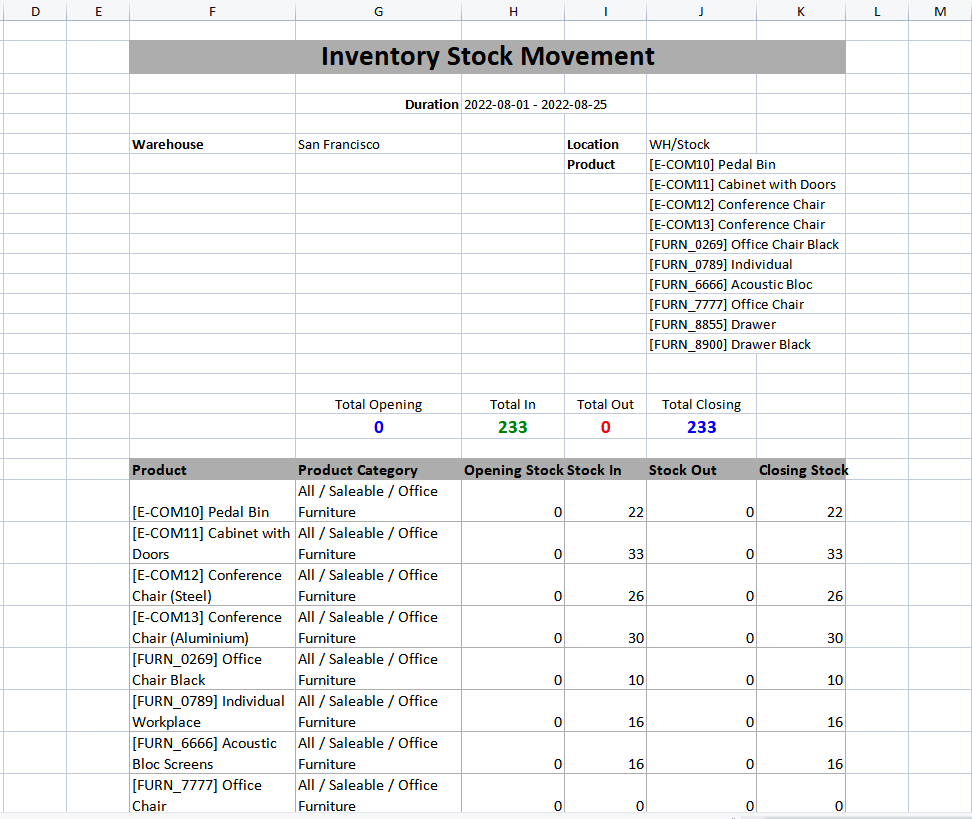 D E F G H I J K L M
Inventory Stock Movement
Duration 2022-08-01 - 2022-08-25
Warehouse San Francisco Location WH/Stock
Product [E-COM10] Pedal Bin
[E-COM11] Cabinet with Doors
[E-COM12] Conference Chair
[E-COM13] Conference Chair
[FURN_0269] Office Chair Black
[FURN_0789] Individual
[FURN_6666] Acoustic Bloc
[FURN_7777] Office Chair
[FURN_8855] Drawer
[FURN_8900] Drawer Black
Total Opening Total In Total Out Total Closing
0 233 0 233
Product Product Category Opening Stock Stock In Stock Out Closing Stock
All / Saleable / Office
[E-COM10] Pedal Bin Furniture 0 22 0 22
[E-COM11] Cabinet with All / Saleable / Office
Doors Furniture 0 33 0 33
[E-COM12] Conference All / Saleable / Office
Chair (Steel) Furniture 0 26 0 26
[E-COM13] Conference All / Saleable / Office
Chair (Aluminium) Furniture 0 30 0 30
[FURN_0269] Office All / Saleable / Office
Chair Black Furniture 0 10 0 10
[FURN_0789] Individual All / Saleable / Office
Workplace Furniture 0 16 0 16
[FURN_6666] Acoustic All / Saleable / Office
Bloc Screens Furniture 0 16 0 16
[FURN_7777] Office All / Saleable / Office
Chair Furniture 0 0 0 0